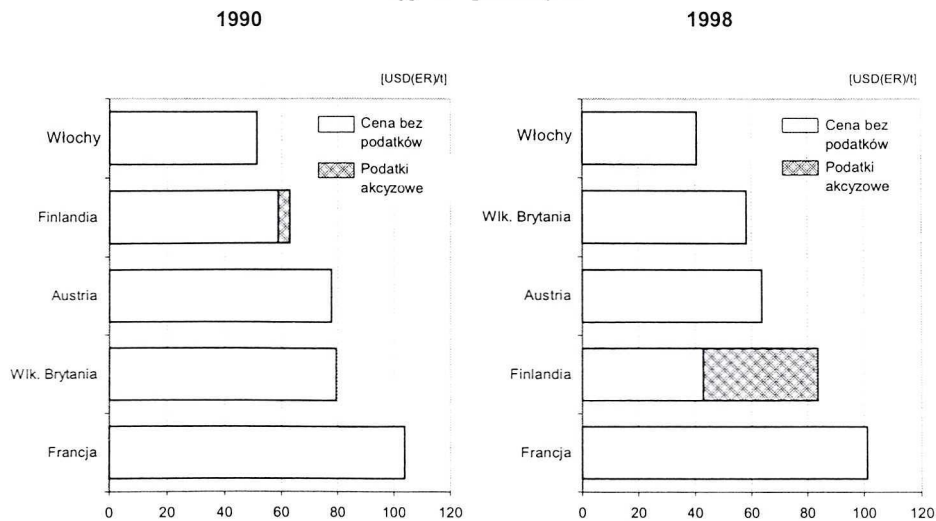 1990
[USD(ER)/t]
Cena bez
podatków
Podatki
akcyzowe
Włochy
Finlandia
Austria
Wlk. Brytania
Francja
0 20 40 60 80 100 120
1998
[USD(ER)/t]
Cena bez
podatków
Podatki
akcyzowe
Włochy
Wlk. Brytania
Austria
Finlandia
Francja
0 20 40 60 80 100 120